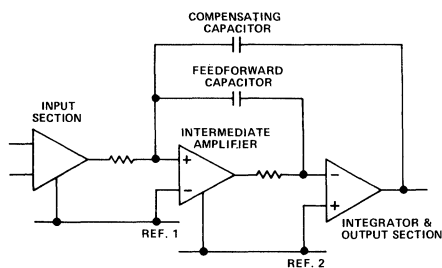 COMPENSATING
CAPACITOR
FEEDFORWARD
CAPACITOR
INPUT
SECTION
INTERMEDIATE
AMPLIFIER
+
−
−
+
INTEGRATOR &
OUTPUT SECTION
REF. 1
REF. 2